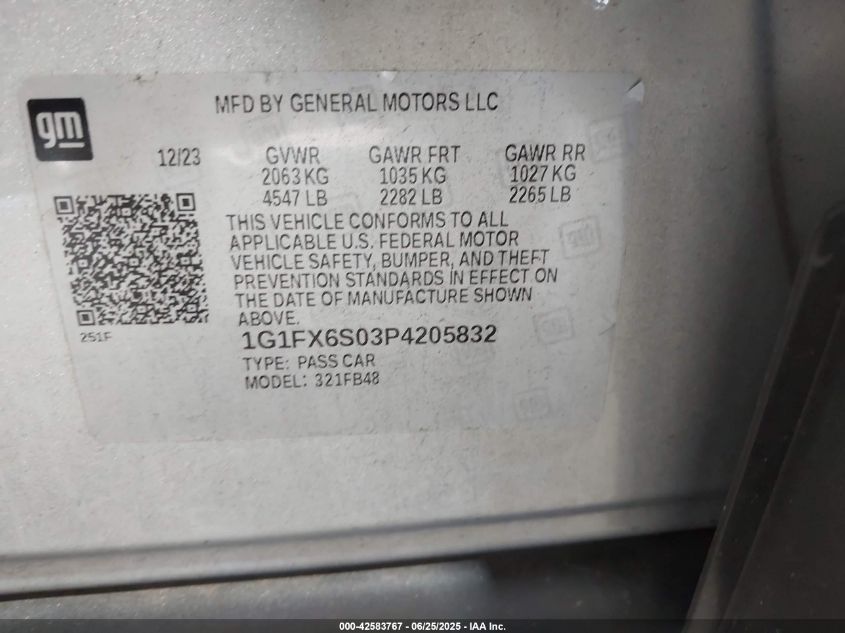 gm
MFD BY GENERAL MOTORS LLC
12/23 GVWR GAWR FRT GAWR RR
2063 KG 1035 KG 1027 KG
4547 LB 2282 LB 2265 LB
THIS VEHICLE CONFORMS TO ALL
APPLICABLE U.S. FEDERAL MOTOR
VEHICLE SAFETY, BUMPER, AND THEFT
PREVENTION STANDARDS IN EFFECT ON
THE DATE OF MANUFACTURE SHOWN
ABOVE.
251F
1G1FX6S03P4205832
TYPE: PASS CAR
MODEL: 321FB48
000-42583767 - 06/25/2025 - IAA Inc.